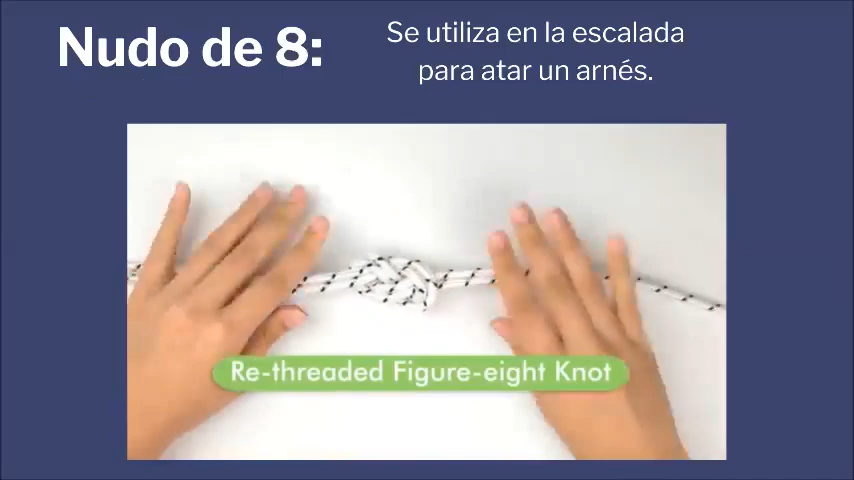 Nudo de 8:
Se utiliza en la escalada
para atar un arnés.
Re-threaded Figure-eight Knot